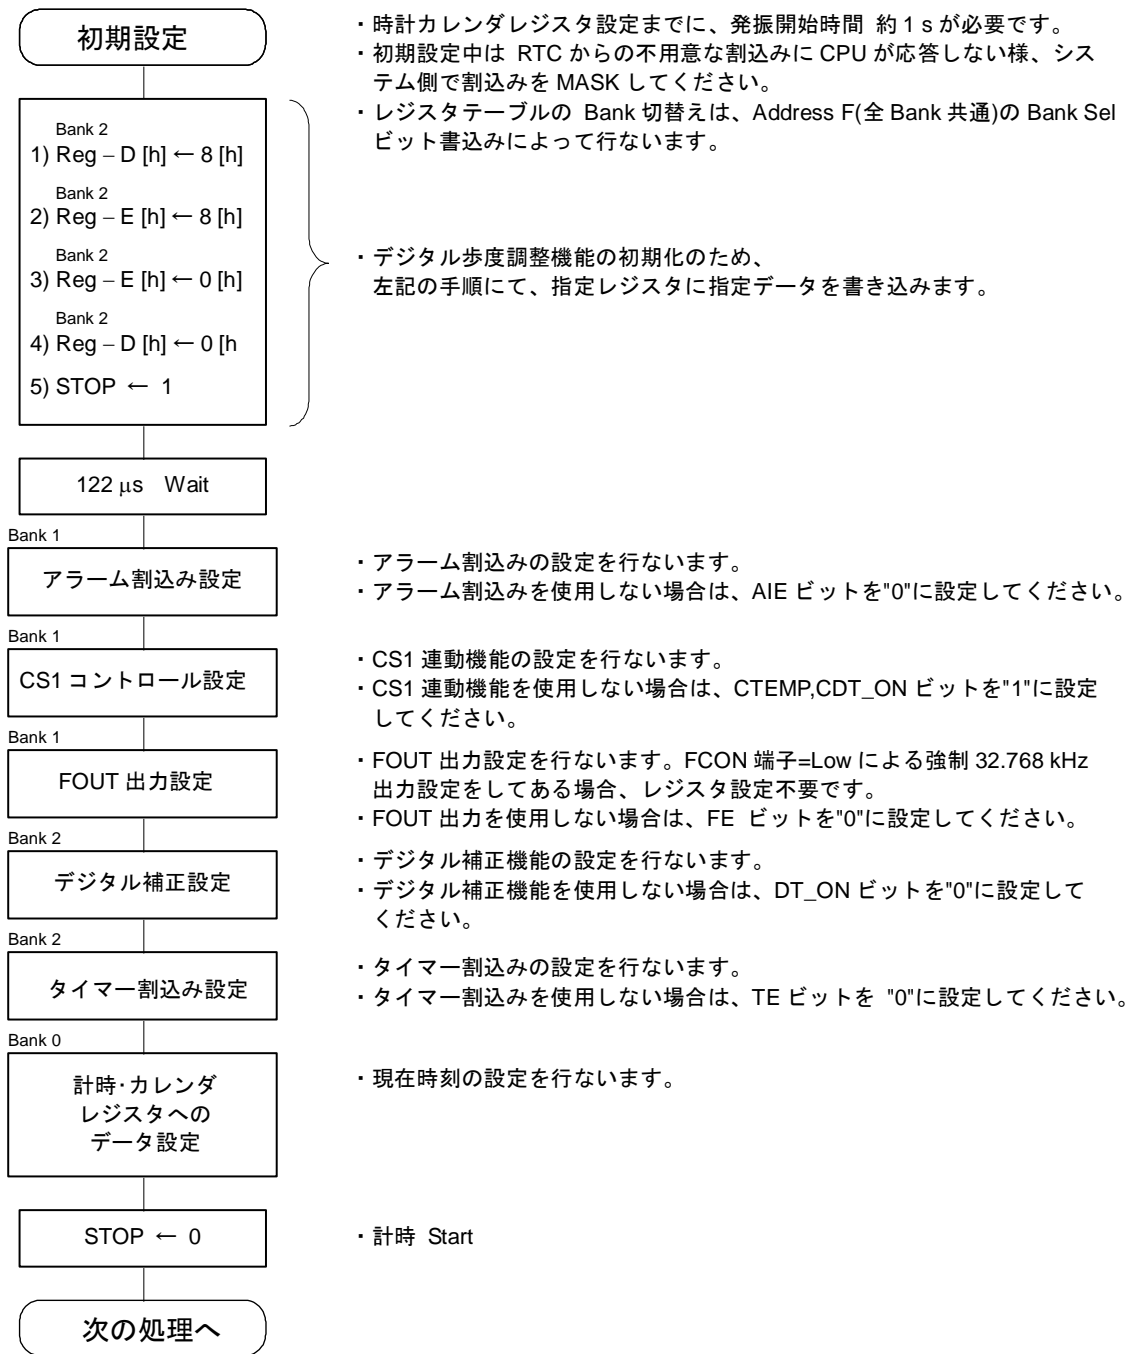 初期設定
・時計カレンダレジスタ設定までに、発振開始時間 約 1 s が必要です。
・初期設定中は RTC からの不用意な割込みに CPU が応答しない様、シス
テム側で割込みを MASK してください。
・レジスタテーブルの Bank 切替えは、Address F(全 Bank 共通)の Bank Sel
ビット書込みによって行ないます。
Bank 2
1) Reg – D [h] ← 8 [h]
Bank 2
2) Reg – E [h] ← 8 [h]
Bank 2
3) Reg – E [h] ← 0 [h]
Bank 2
4) Reg – D [h] ← 0 [h
5) STOP ← 1
・デジタル歩度調整機能の初期化のため、
左記の手順にて、指定レジスタに指定データを書き込みます。
122 μs Wait
Bank 1
アラーム割込み設定
・アラーム割込みの設定を行ないます。
・アラーム割込みを使用しない場合は、AIE ビットを"0"に設定してください。
Bank 1
CS1 コントロール設定
・CS1 連動機能の設定を行ないます。
・CS1 連動機能を使用しない場合は、CTEMP,CDT_ON ビットを"1"に設定
してください。
Bank 1
FOUT 出力設定
・FOUT 出力設定を行ないます。FCON 端子=Low による強制 32.768 kHz
出力設定をしてある場合、レジスタ設定不要です。
・FOUT 出力を使用しない場合は、FE ビットを"0"に設定してください。
Bank 2
デジタル補正設定
・デジタル補正機能の設定を行ないます。
・デジタル補正機能を使用しない場合は、DT_ON ビットを"0"に設定して
ください。
Bank 2
タイマー割込み設定
・タイマー割込みの設定を行ないます。
・タイマー割込みを使用しない場合は、TE ビットを "0"に設定してください。
Bank 0
計時･カレンダ
レジスタへの
データ設定
・現在時刻の設定を行ないます。
STOP ← 0
・計時 Start
次の処理へ